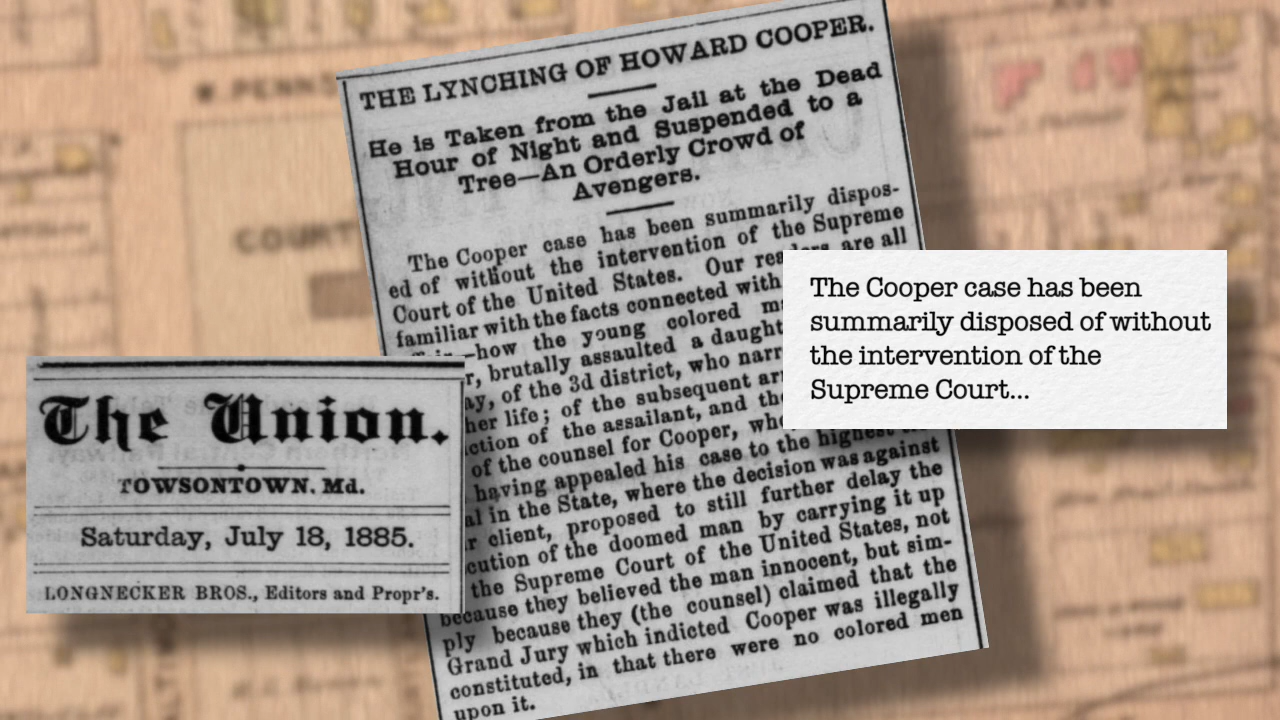 W. PENN
COURT
THE LYNCHING OF HOWARD COOPER.
He is Taken from the Jail at the Dead
Hour of Night and Suspended to a
Tree—An Orderly Crowd of
Avengers.
The Cooper case has been summarily dispos-
ed of without the intervention of the Supreme
Court of the United States. Our are all
familiar with the facts connected with
—how the young colored
brutally assaulted a
of the 3d district, who
her life; of the subsequent
of the assailant, and
of the counsel for Cooper,
having appealed his case to the highest
in the State, where the decision was against
client, proposed to still further delay the
of the doomed man by carrying it up
the Supreme Court of the United States, not
because they believed the man innocent, but sim-
ply because they (the counsel) claimed that the
Grand Jury which indicted Cooper was illegally
constituted, in that there were no colored men
upon it.
The Cooper case has been
summarily disposed of without
the intervention of the
Supreme Court...
The Union.
TOWSONTOWN. Md.
Saturday, July 18, 1885.
LONGNECKER BROS., Editors and Propr's.